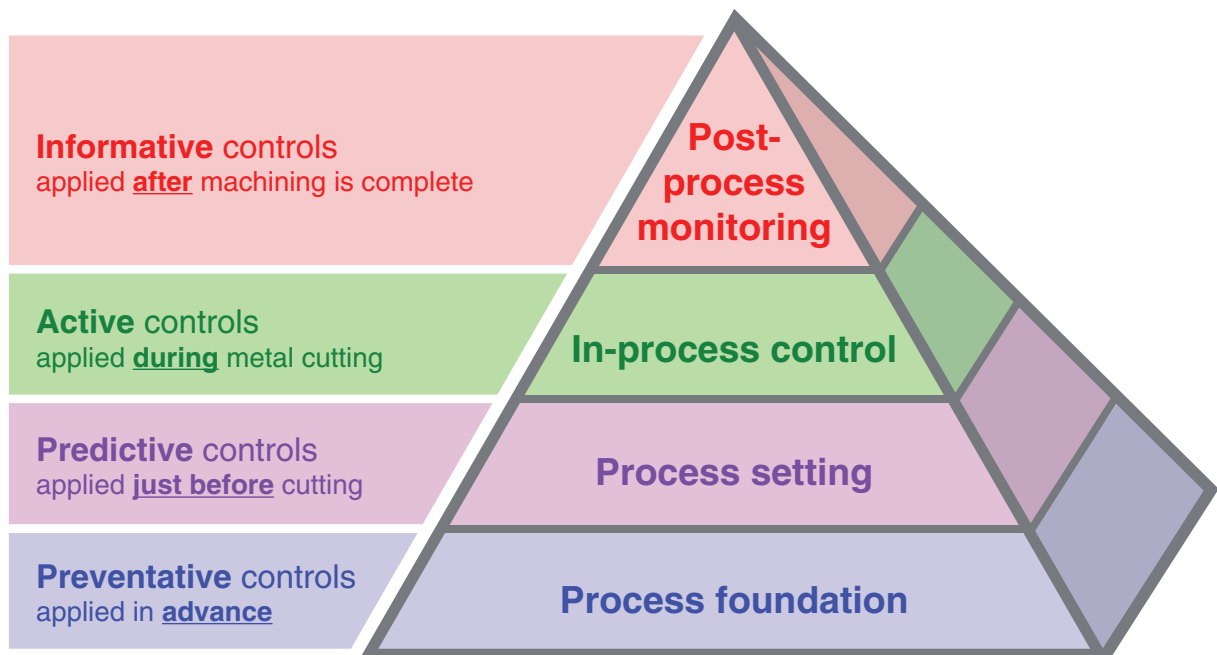 Informative controls
applied after machining is complete
Post-
process
monitoring
Active controls
applied during metal cutting
In-process control
Predictive controls
applied just before cutting
Process setting
Preventative controls
applied in advance
Process foundation